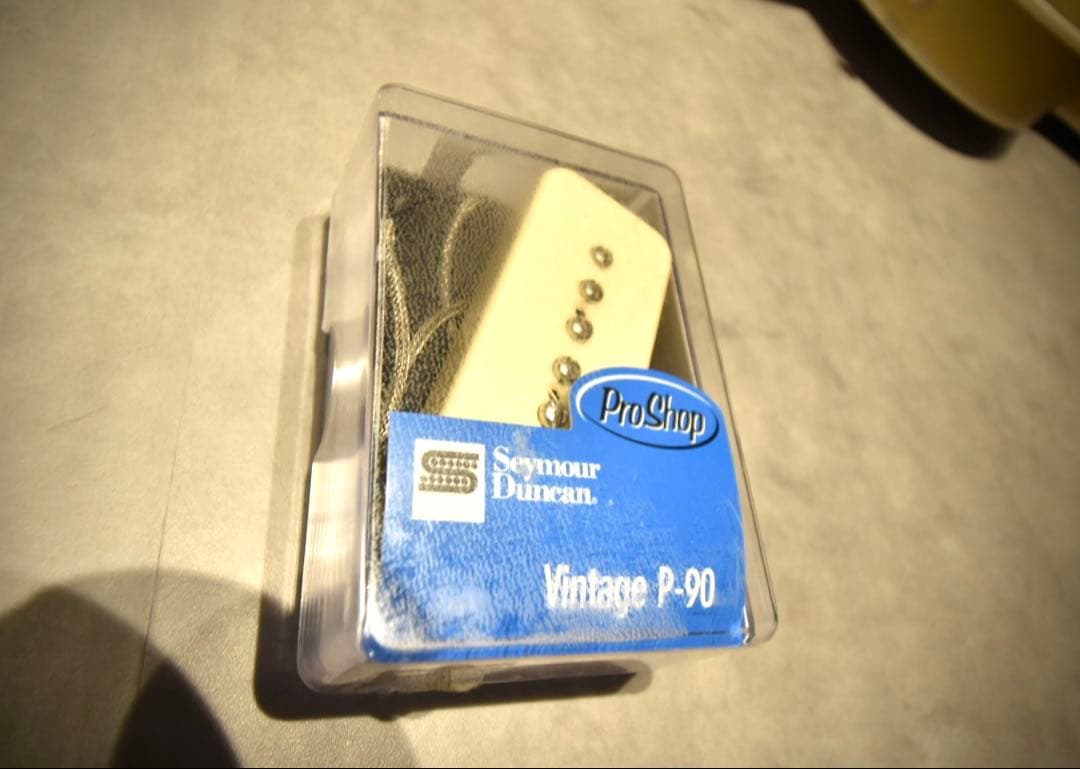 ProShop
Seymour
Duncan.
Vintage P-90